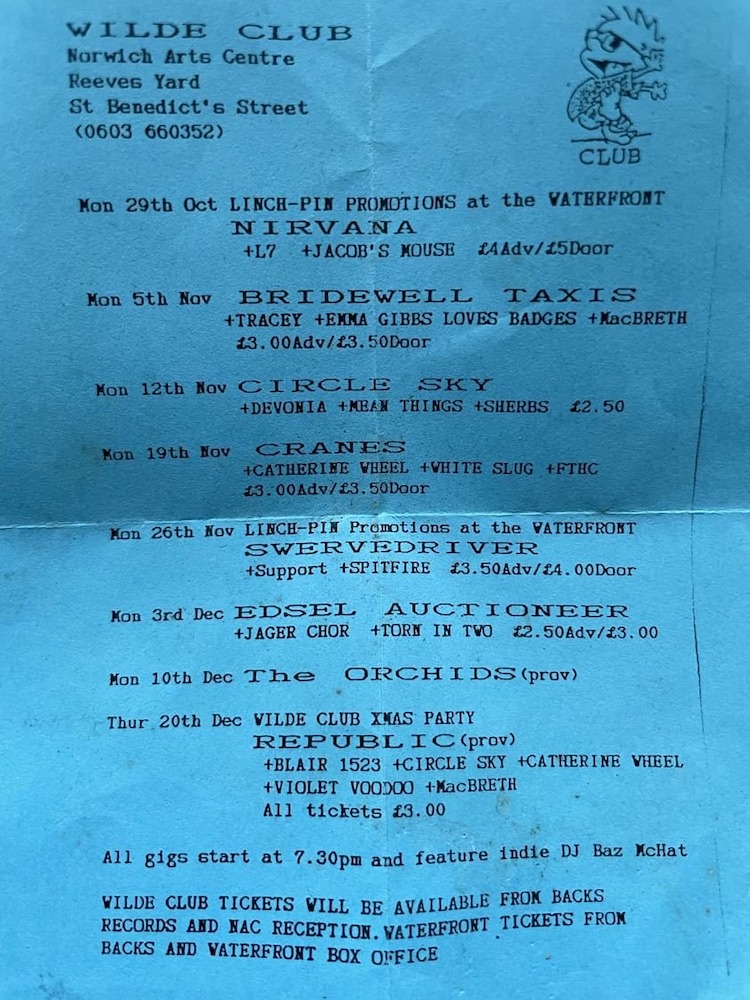 WILDE CLUB
Norwich Arts Centre
Reeves Yard
St Benedict's Street
(0603 660352)
CLUB
Mon 29th Oct LINCH-PIN PROMOTIONS at the WATERFRONT
NIRVANA
+L7 +JACOB'S MOUSE £4Adv/£5Door
Mon 5th Nov BRIDEWELL TAXIS
+TRACEY +EMMA GIBBS LOVES BADGES +MacBRETH
£3.00Adv/£3.50Door
Mon 12th Nov CIRCLE SKY
+DEVONIA +MEAN THINGS +SHERBS £2.50
Mon 19th Nov CRANES
+CATHERINE WHEEL +WHITE SLUG +FTHC
£3.00Adv/£3.50Door
Mon 26th Nov LINCH-PIN Promotions at the WATERFRONT
SWERVEDRIVER
+Support +SPITFIRE £3.50Adv/£4.00Door
Mon 3rd Dec EDSEL AUCTIONEER
+JAGER CHOR +TORN IN TWO £2.50Adv/£3.00
Mon 10th Dec The ORCHIDS(prov)
Thur 20th Dec WILDE CLUB XMAS PARTY
REPUBLIC(prov)
+BLAIR 1523 +CIRCLE SKY +CATHERINE WHEEL
+VIOLET VOODOO +MacBRETH
All tickets £3.00
All gigs start at 7.30pm and feature indie DJ Baz McHat
WILDE CLUB TICKETS WILL BE AVAILABLE FROM BACKS
RECORDS AND NAC RECEPTION.WATERFRONT TICKETS FROM
BACKS AND WATERFRONT BOX OFFICE